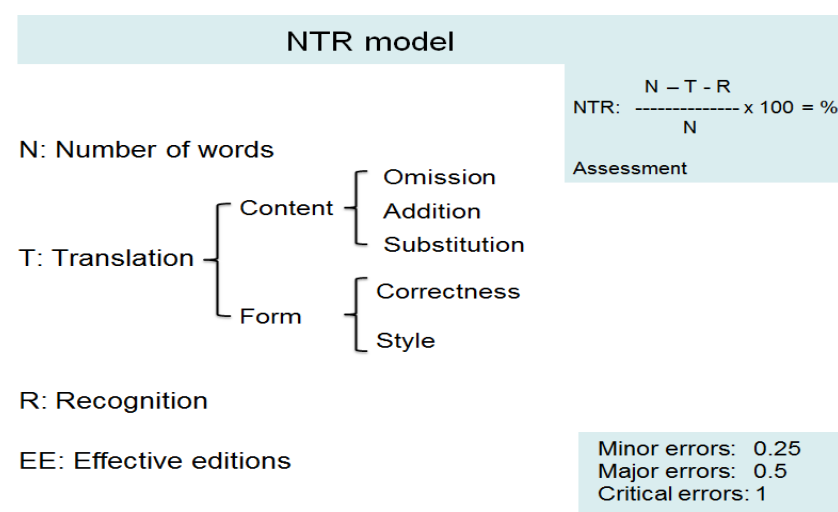 NTR model
N – T - R
NTR: -------------- x 100 = %
N
Assessment
N: Number of words
T: Translation
Content
Omission
Addition
Substitution
Form
Correctness
Style
R: Recognition
EE: Effective editions
Minor errors: 0.25
Major errors: 0.5
Critical errors: 1